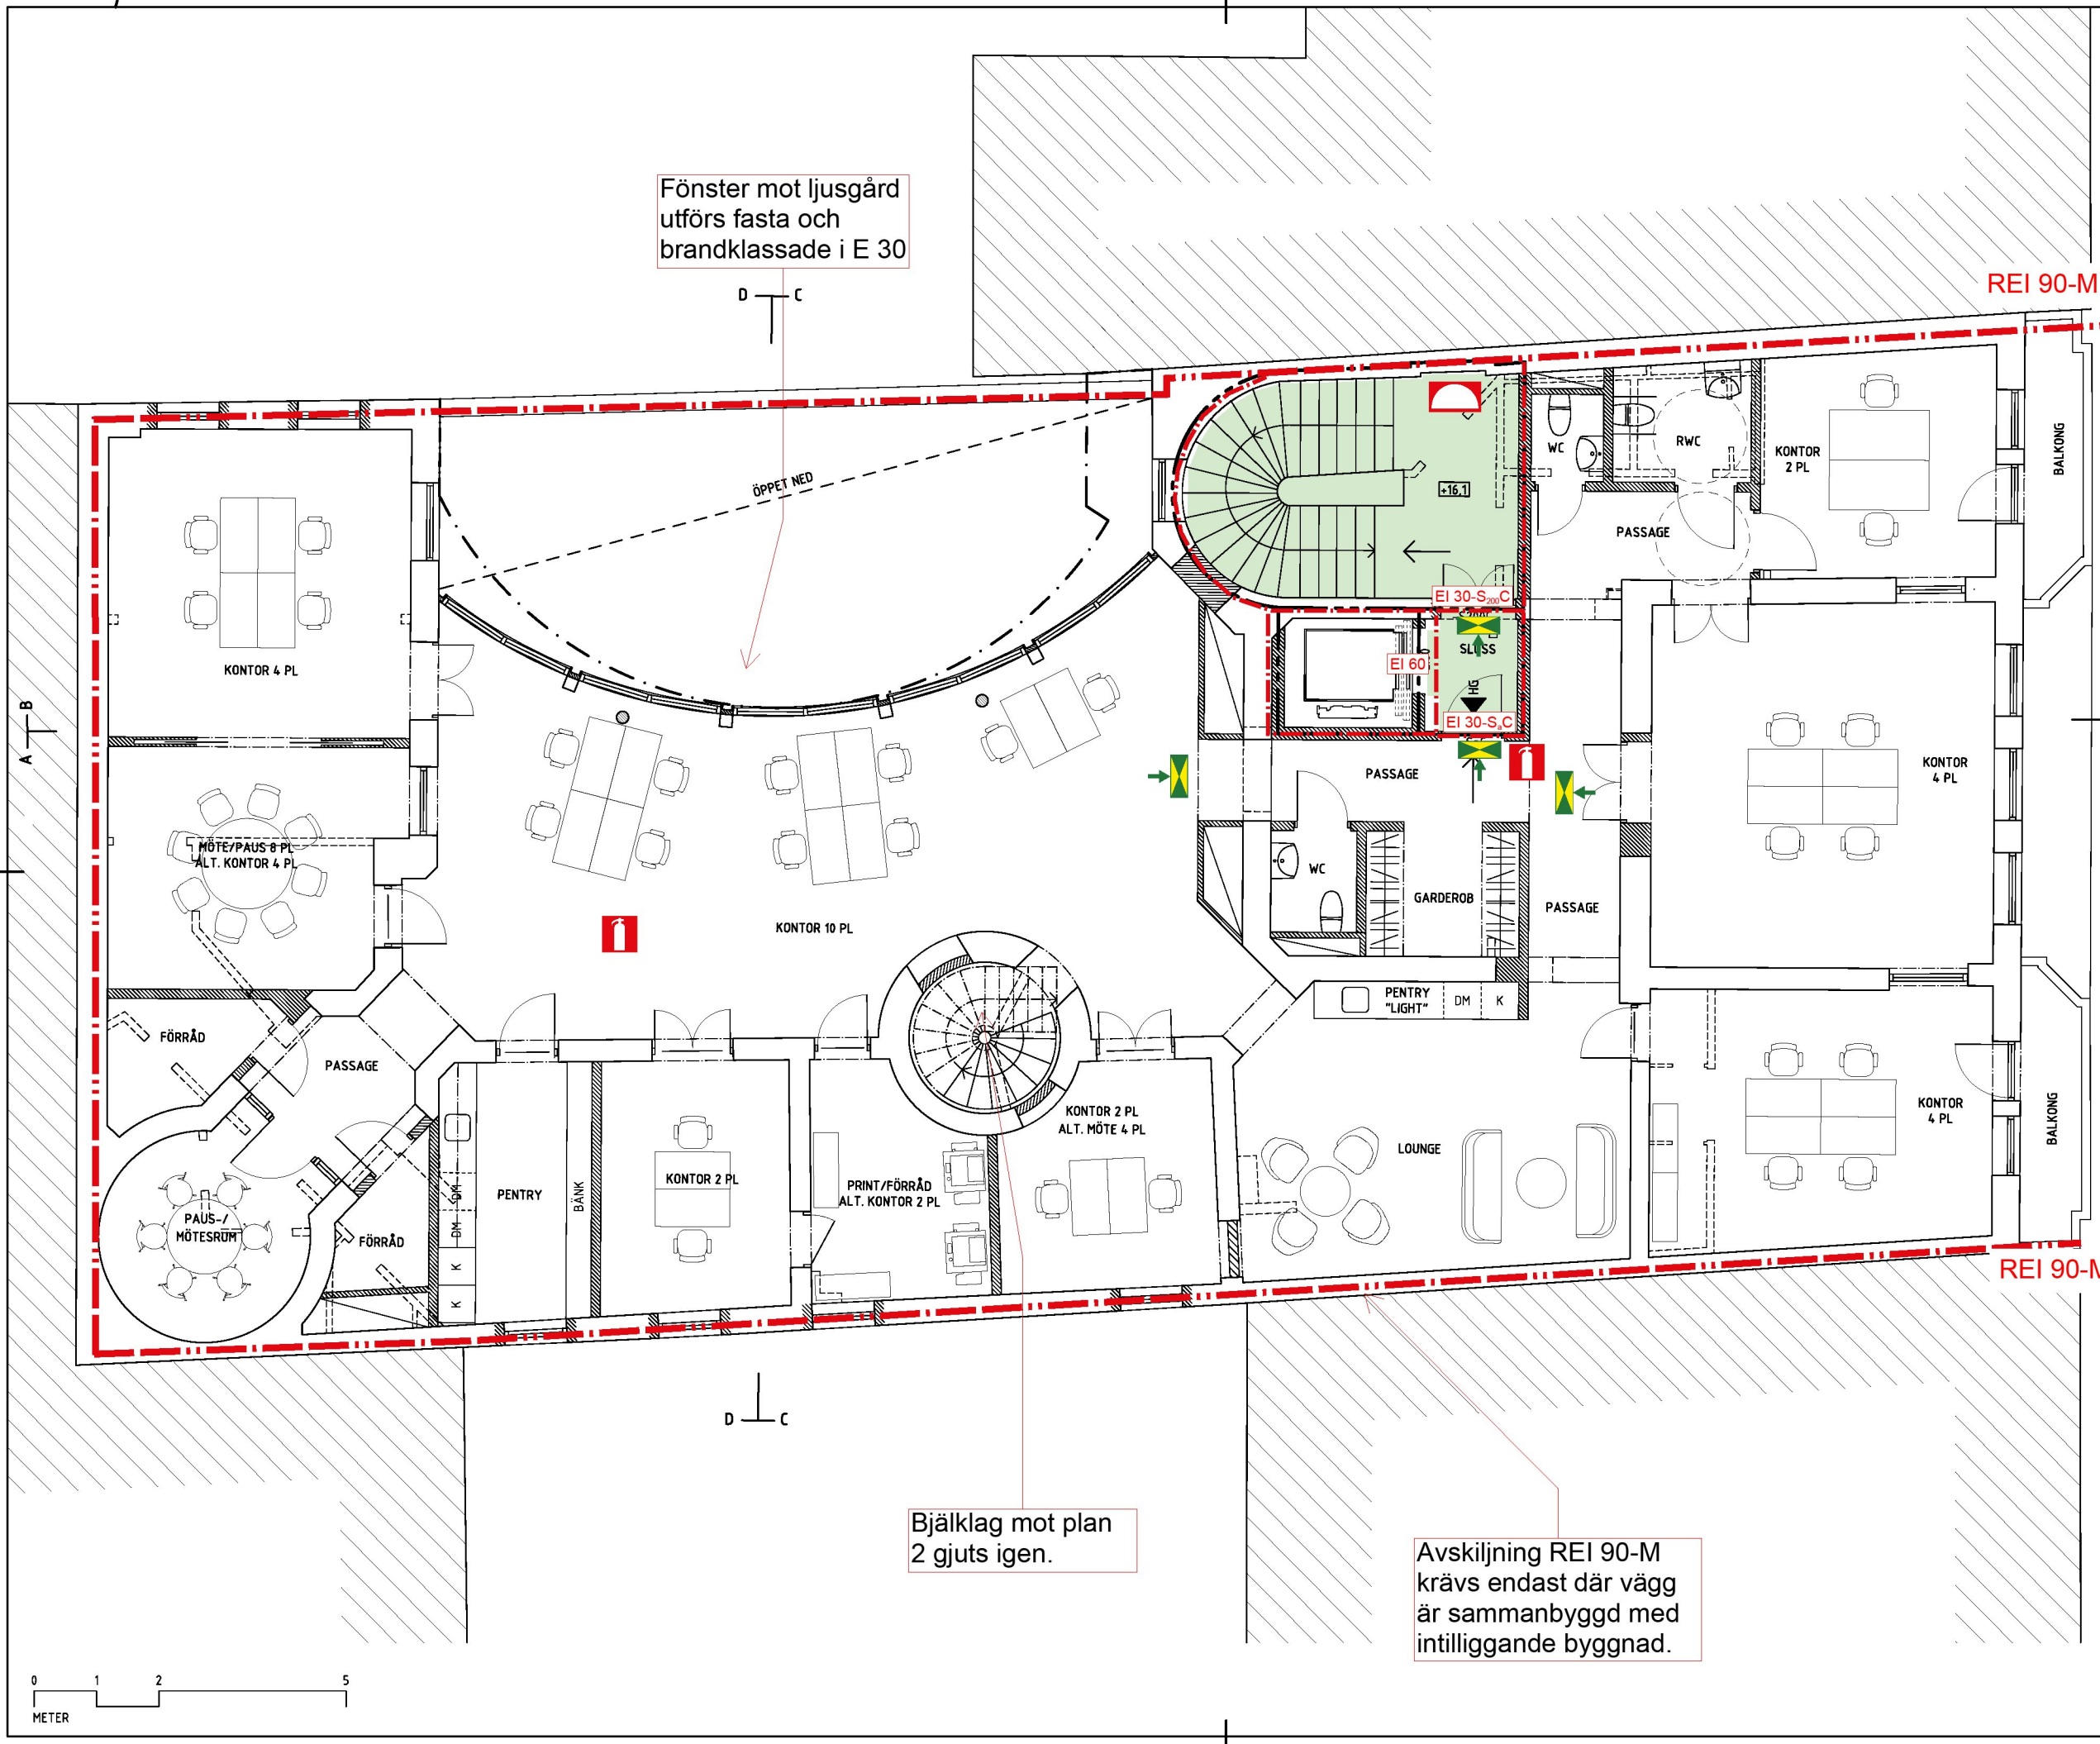 Fönster mot ljusgård
utförs fasta och
brandklassade i E 30
D
C
REI 90-M
ÖPPET NED
WC
RWC
KONTOR
2 PL
BALKONG
+16,1
PASSAGE
EI 30-S₂₀₀C
SLUSS
EI 60
HG
EI 30-SₐC
KONTOR 4 PL
A
B
PASSAGE
KONTOR
4 PL
MÖTE/PAUS 8 PL
ALT. KONTOR 4 PL
WC
GARDEROB
PASSAGE
KONTOR 10 PL
PENTRY
"LIGHT"
DM
K
FÖRRÅD
PASSAGE
KONTOR 2 PL
ALT. MÖTE 4 PL
KONTOR
4 PL
BALKONG
LOUNGE
KONTOR 2 PL
PRINT/FÖRRÅD
ALT. KONTOR 2 PL
PENTRY
BÄNK
DM
DM
K
K
PAUS-/
MÖTESRUM
FÖRRÅD
REI 90-M
D
C
Bjälklag mot plan
2 gjuts igen.
Avskiljning REI 90-M
krävs endast där vägg
är sammanbyggd med
intilliggande byggnad.
0 1 2 5
METER